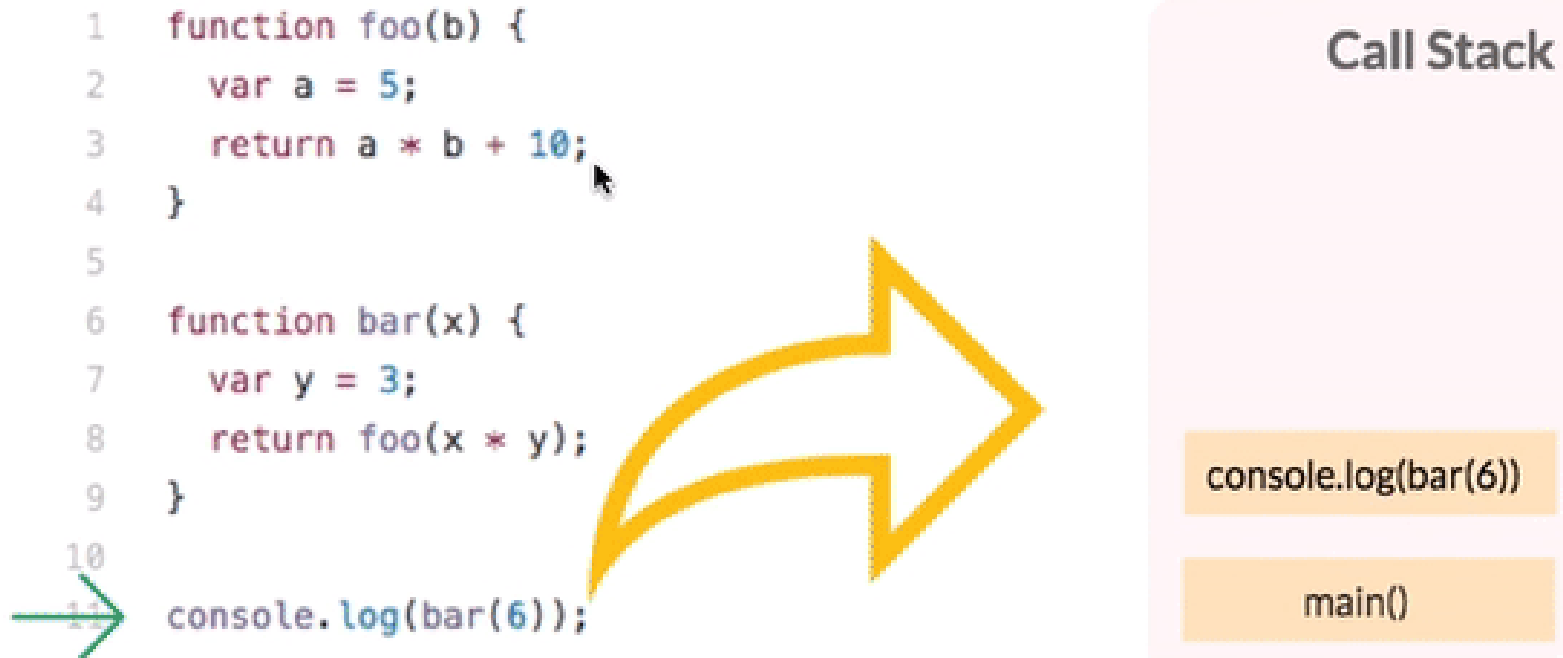 1 function foo(b) {
2 var a = 5;
3 return a * b + 10;
4 }
5
6 function bar(x) {
7 var y = 3;
8 return foo(x * y);
9 }
10
11 console.log(bar(6));
Call Stack
console.log(bar(6))
main()